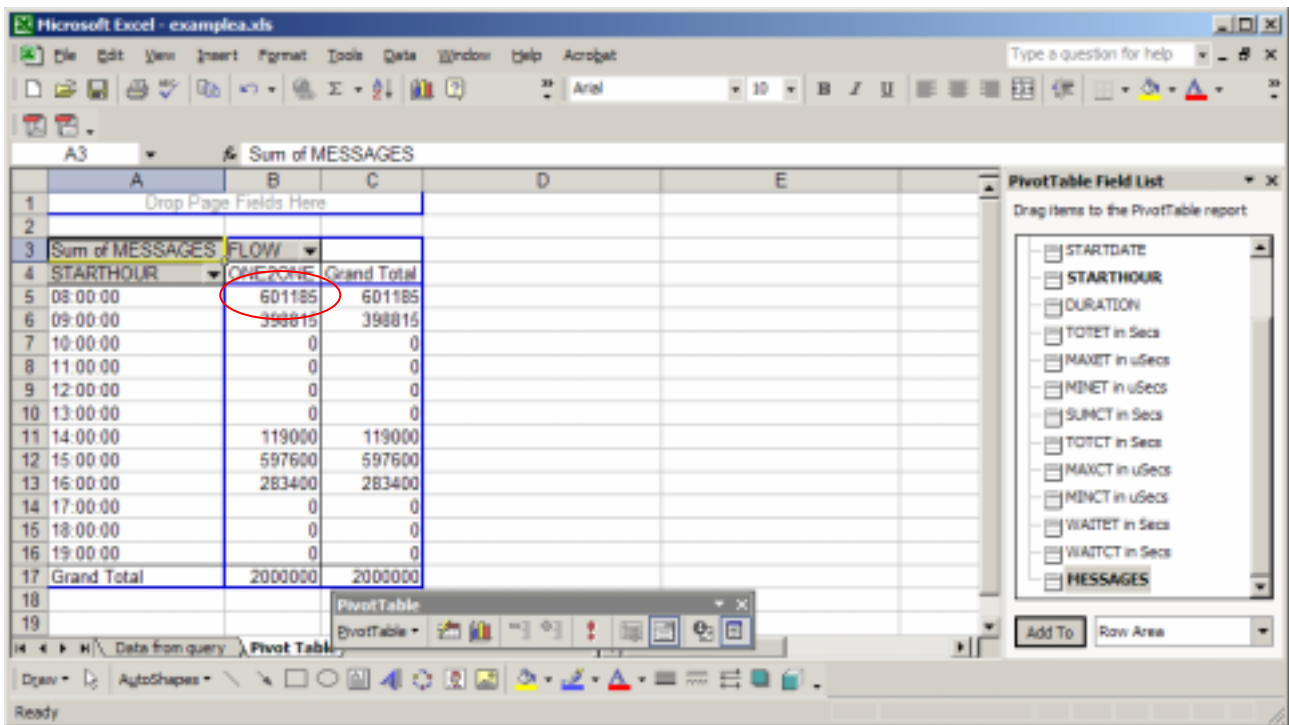 Microsoft Excel - examplea.xls
File Edit View Insert Format Tools Data Window Help Acrobat
Type a question for help
Arial 10 B I U
A3 fx Sum of MESSAGES
A B C D E
1 Drop Page Fields Here
2
3 Sum of MESSAGES FLOW
4 STARTHOUR ONE2ONE Grand Total
5 08:00:00 601185 601185
6 09:00:00 398815 398815
7 10:00:00 0 0
8 11:00:00 0 0
9 12:00:00 0 0
10 13:00:00 0 0
11 14:00:00 119000 119000
12 15:00:00 597600 597600
13 16:00:00 283400 283400
14 17:00:00 0 0
15 18:00:00 0 0
16 19:00:00 0 0
17 Grand Total 2000000 2000000
18
19
PivotTable Field List
Drag items to the PivotTable report
STARTDATE
STARTHOUR
DURATION
TOTET in Secs
MAXET in uSecs
MINET in uSecs
SUMCT in Secs
TOTCT in Secs
MAXCT in uSecs
MINCT in uSecs
WAITET in Secs
WAITCT in Secs
MESSAGES
Add To Row Area
PivotTable
PivotTable
Data from query Pivot Tabl
Draw AutoShapes
Ready